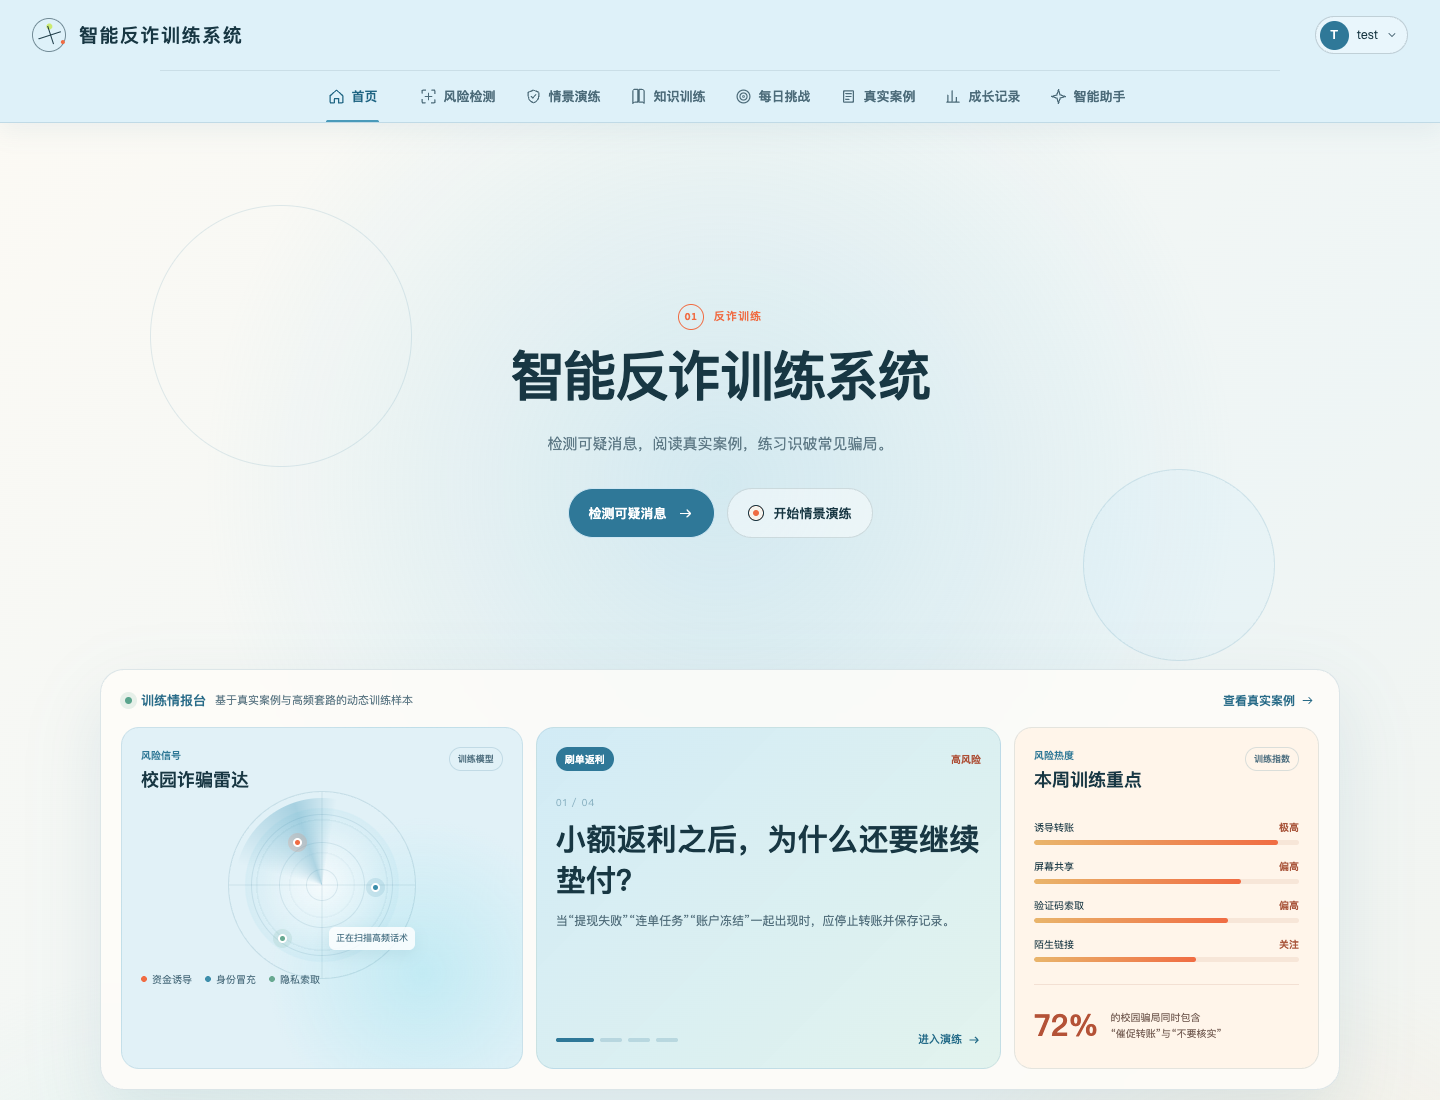 智能反诈训练系统
T test
首页 风险检测 情景演练 知识训练 每日挑战 真实案例 成长记录 智能助手
01 反诈训练
智能反诈训练系统
检测可疑消息，阅读真实案例，练习识破常见骗局。
检测可疑消息 →
开始情景演练
训练情报台 基于真实案例与高频套路的动态训练样本
查看真实案例 →
风险信号
训练模型
校园诈骗雷达
正在扫描高频话术
资金诱导 身份冒充 隐私索取
刷单返利
高风险
01 / 04
小额返利之后，为什么还要继续
垫付？
当“提现失败”“连单任务”“账户冻结”一起出现时，应停止转账并保存记录。
进入演练 →
风险热度
训练指数
本周训练重点
诱导转账 极高
屏幕共享 偏高
验证码索取 偏高
陌生链接 关注
72%
的校园骗局同时包含
“催促转账”与“不要核实”